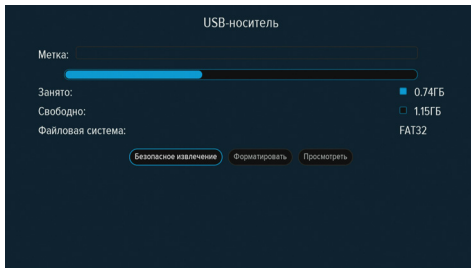 USB-носитель
Метка:
Занято: 0.74ГБ
Свободно: 1.15ГБ
Файловая система: FAT32
Безопасное извлечение Форматировать Просмотреть